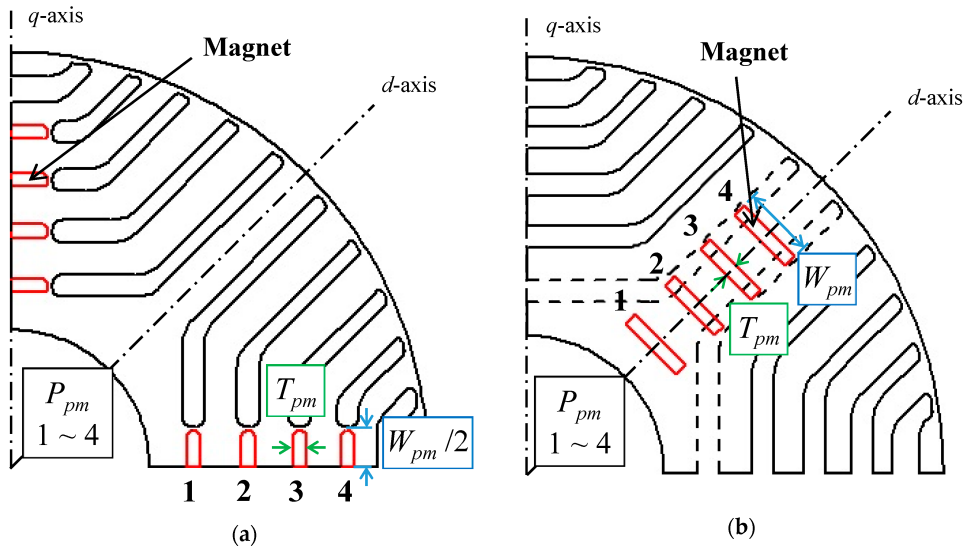 q-axis
Magnet
d-axis
P_pm
1 ~ 4
T_pm
W_pm /2
1 2 3 4
(a)
q-axis
Magnet
d-axis
4
3
2
1
W_pm
T_pm
P_pm
1 ~ 4
(b)